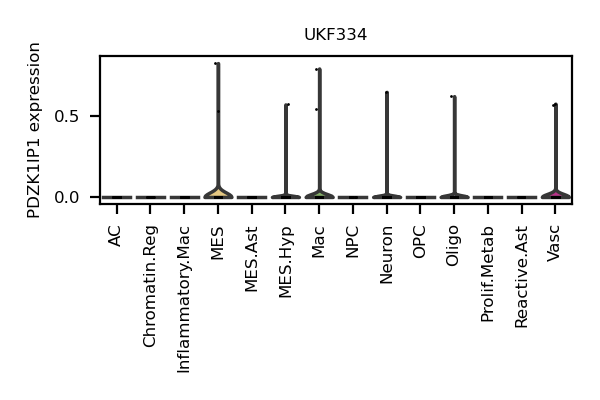 UKF334
PDZK1IP1 expression
0.5
0.0
AC
Chromatin.Reg
Inflammatory.Mac
MES
MES.Ast
MES.Hyp
Mac
NPC
Neuron
OPC
Oligo
Prolif.Metab
Reactive.Ast
Vasc